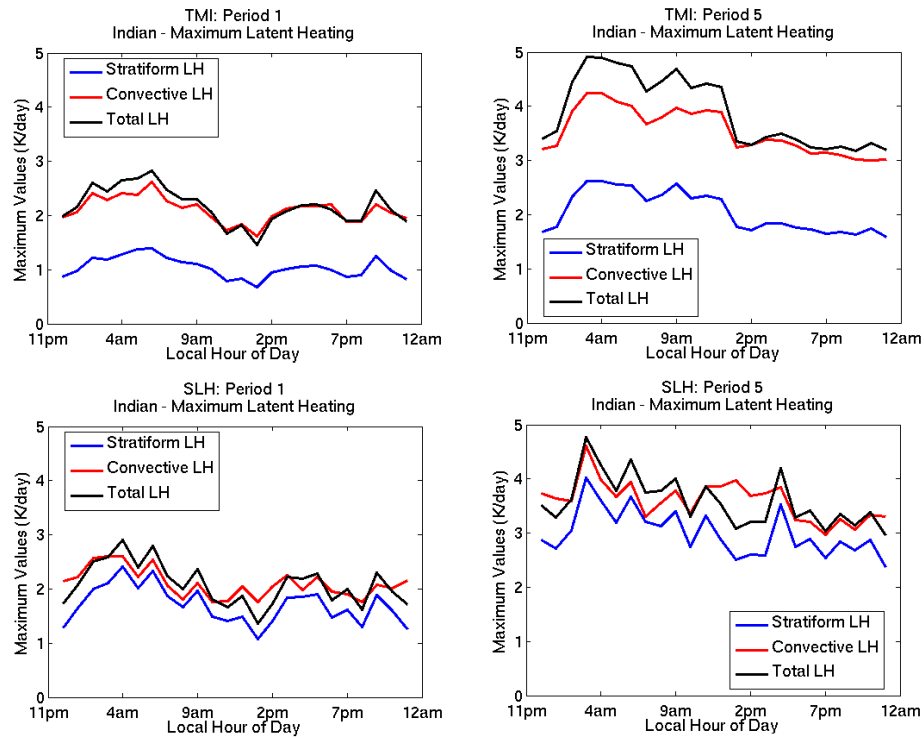 TMI: Period 1
Indian - Maximum Latent Heating
Maximum Values (K/day)
5
4
3
2
1
0
Stratiform LH
Convective LH
Total LH
11pm 4am 9am 2pm 7pm 12am
Local Hour of Day
TMI: Period 5
Indian - Maximum Latent Heating
Maximum Values (K/day)
5
4
3
2
1
0
Stratiform LH
Convective LH
Total LH
11pm 4am 9am 2pm 7pm 12am
Local Hour of Day
SLH: Period 1
Indian - Maximum Latent Heating
Maximum Values (K/day)
5
4
3
2
1
0
Stratiform LH
Convective LH
Total LH
11pm 4am 9am 2pm 7pm 12am
Local Hour of Day
SLH: Period 5
Indian - Maximum Latent Heating
Maximum Values (K/day)
5
4
3
2
1
0
Stratiform LH
Convective LH
Total LH
11pm 4am 9am 2pm 7pm 12am
Local Hour of Day